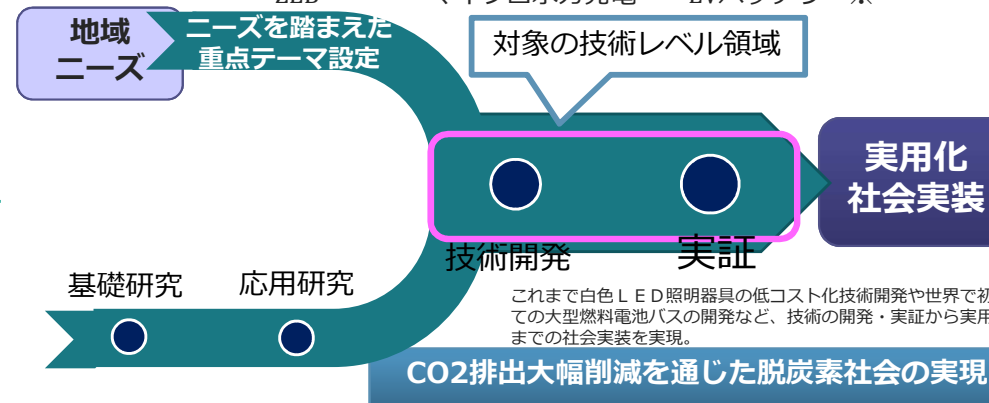 地域
ニーズ
ニーズを踏まえた
重点テーマ設定
対象の技術レベル領域
実用化
社会実装
技術開発
実証
基礎研究
応用研究
これまで白色ＬＥＤ照明器具の低コスト化技術開発や世界で初
ての大型燃料電池バスの開発など、技術の開発・実証から実用
までの社会実装を実現。
CO2排出大幅削減を通じた脱炭素社会の実現